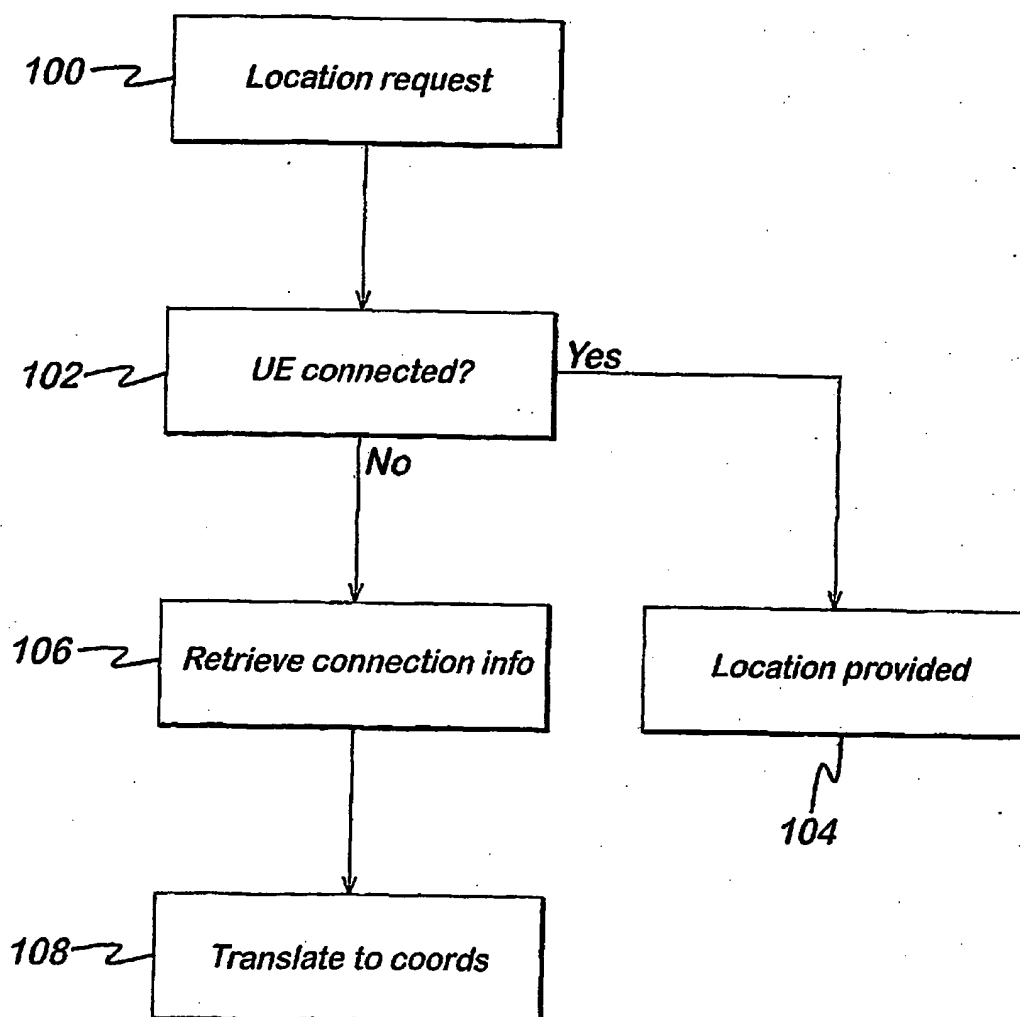 100
Location request
102
UE connected?
Yes
No
106
Retrieve connection info
Location provided
104
108
Translate to coords